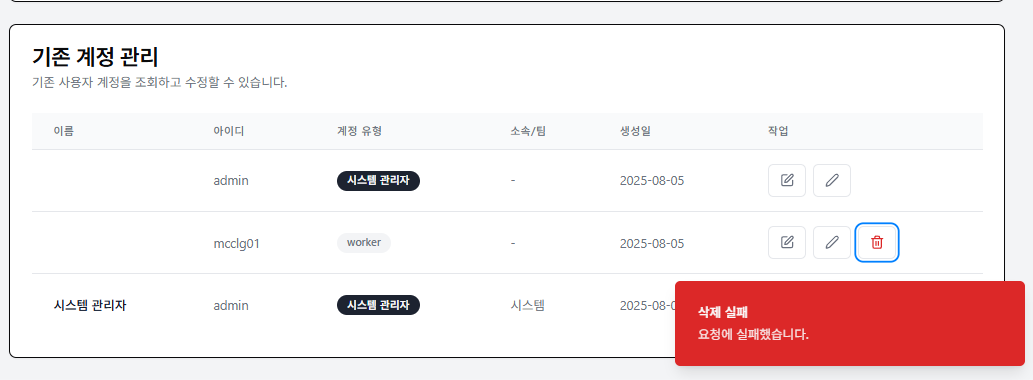 기존 계정 관리
기존 사용자 계정을 조회하고 수정할 수 있습니다.
이름 아이디 계정 유형 소속/팀 생성일 작업
admin 시스템 관리자 - 2025-08-05
mcclg01 worker - 2025-08-05
시스템 관리자 admin 시스템 관리자 시스템 2025-08-0
삭제 실패
요청에 실패했습니다.